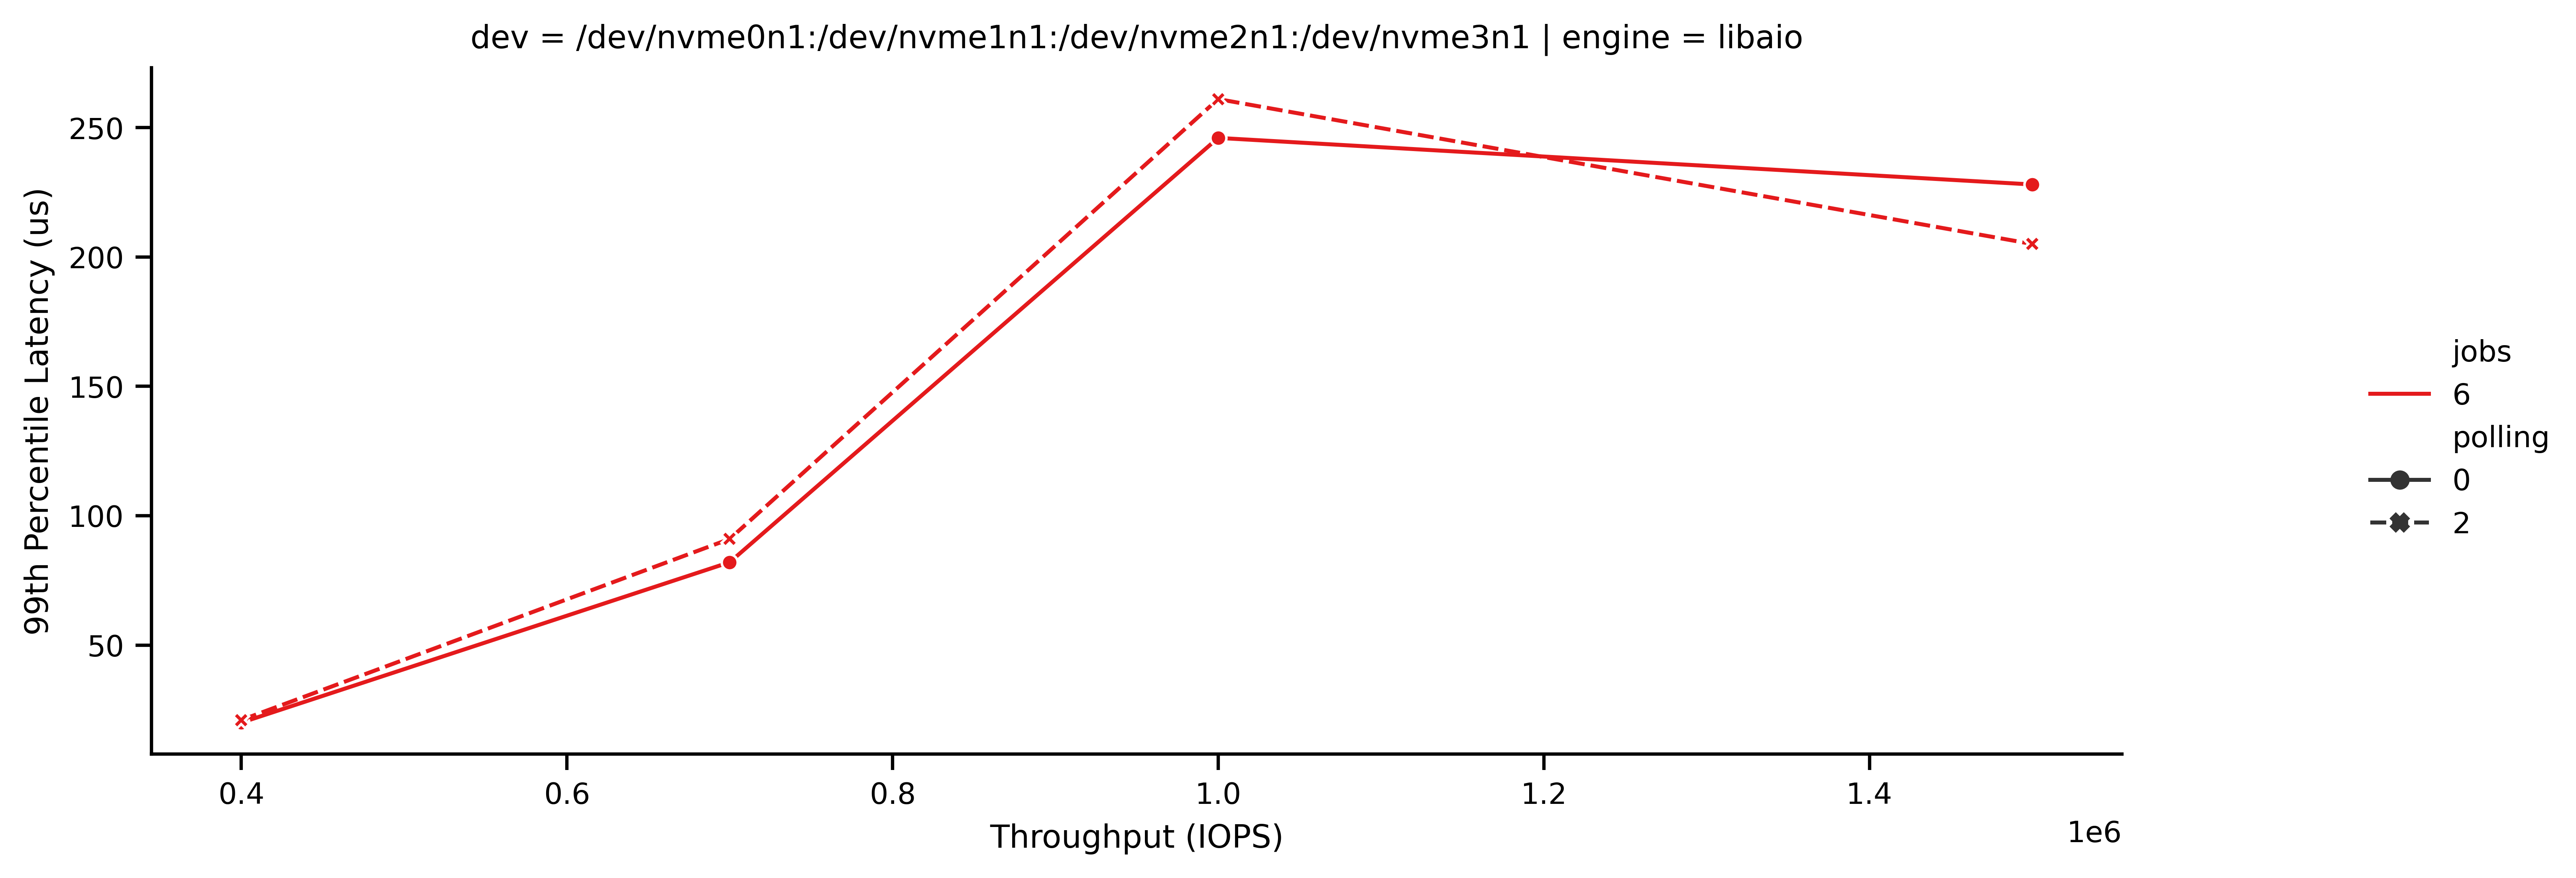 dev = /dev/nvme0n1:/dev/nvme1n1:/dev/nvme2n1:/dev/nvme3n1 | engine = libaio
99th Percentile Latency (us)
250
200
150
100
50
0.4 0.6 0.8 1.0 1.2 1.4
1e6
Throughput (IOPS)
jobs
6
polling
0
2